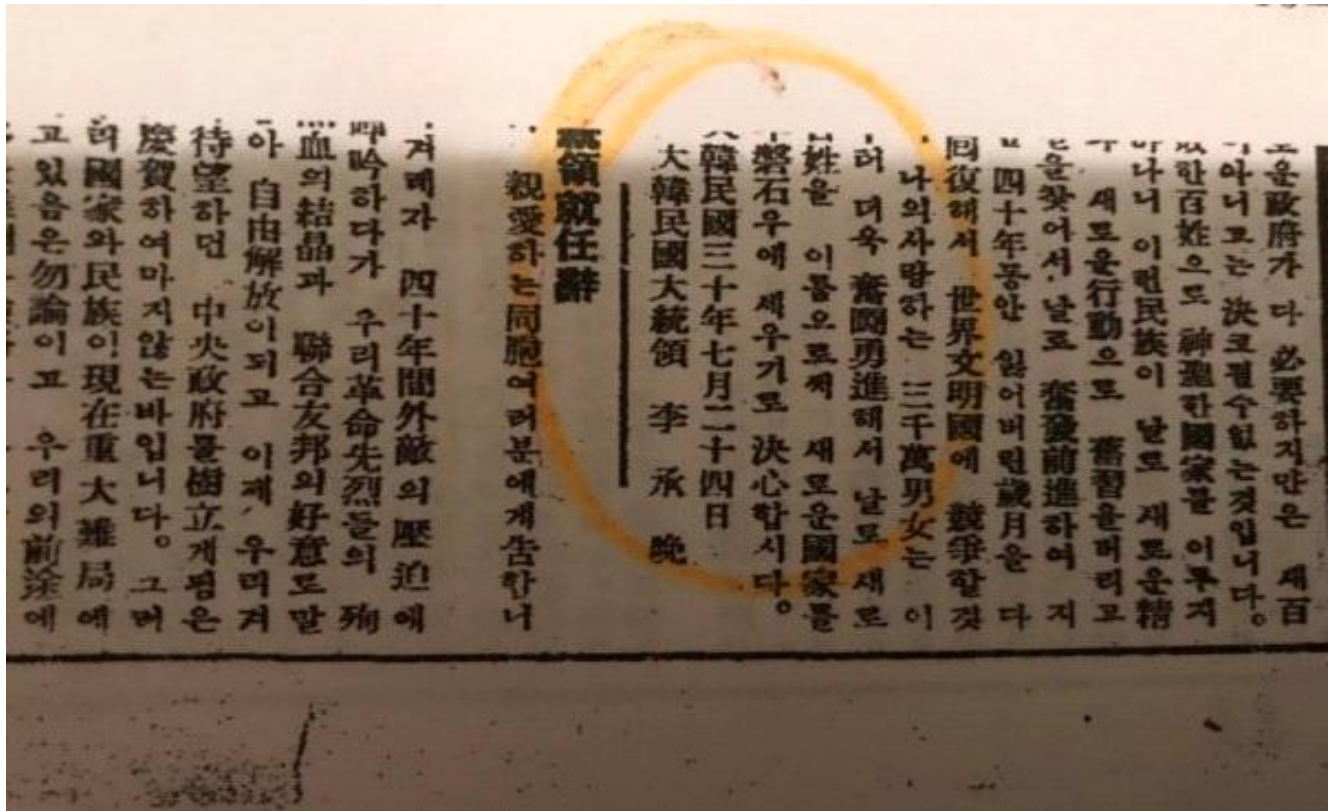 운政府가 다 必要하지만은 새百
아니고는 決코될수없는것입니다。
한百姓으로 神聖한國家를 이루지
나니 이런民族이 날로 새로운
새로운行動으로 舊習을버리고
을찾어서 날로 奮發前進하여 지
四十年동안 잃어버린歲月을 다
回復해서 世界文明國에 競爭할것
나의사랑하는 三千萬男女는 이
더욱 奮鬪勇進해서 날로새로
姓을 이룸으로써 새로운國家를
磐石우에 세우기로 決心합시다。
韓民國三十年七月二十四日
大韓民國大統領 李承晩
領就任辭
親愛하는同胞여러분에게告한니
겨레자 四十年間外敵의壓迫에
呻吟하다가 우리革命先烈들의 殉
血의結晶과 聯合友邦의好意로말
아 自由解放이되고 이제, 우리겨
待望하던 中央政府를樹立게됨은
慶賀하여마지않는바입니다。 그러
國家와民族이現在重大難局에
고있음은勿論이고 우리의前途에